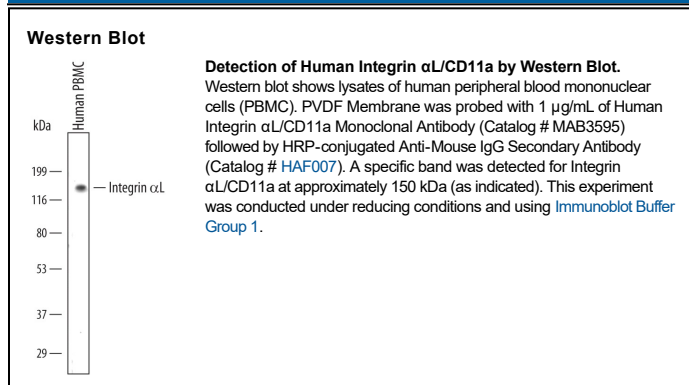 Western Blot
Human PBMC
kDa
199
116
80
53
37
29
Integrin αL
Detection of Human Integrin αL/CD11a by Western Blot.
Western blot shows lysates of human peripheral blood mononuclear
cells (PBMC). PVDF Membrane was probed with 1 µg/mL of Human
Integrin αL/CD11a Monoclonal Antibody (Catalog # MAB3595)
followed by HRP-conjugated Anti-Mouse IgG Secondary Antibody
(Catalog # HAF007). A specific band was detected for Integrin
αL/CD11a at approximately 150 kDa (as indicated). This experiment
was conducted under reducing conditions and using Immunoblot Buffer
Group 1.